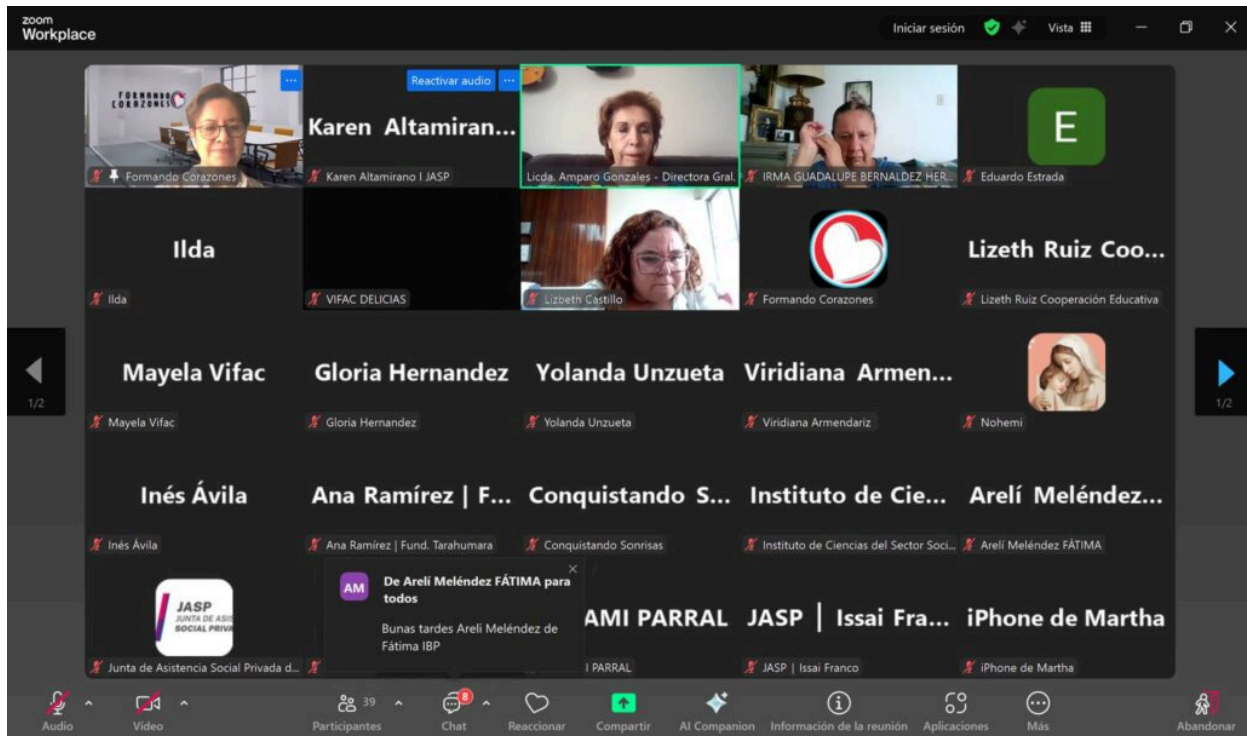 zoom
Workplace
Iniciar sesión
Vista
FORMANDO
CORAZONES
Formando Corazones
Reactivar audio
Karen Altamiran...
Karen Altamirano I JASP
Licda. Amparo Gonzales - Directora Gral.
IRMA GUADALUPE BERNALDEZ HER...
E
Eduardo Estrada
Ilda
Ilda
VIFAC DELICIAS
Lizbeth Castillo
Formando Corazones
Lizeth Ruiz Coo...
Lizeth Ruiz Cooperación Educativa
1/2
Mayela Vifac
Mayela Vifac
Gloria Hernandez
Gloria Hernandez
Yolanda Unzueta
Yolanda Unzueta
Viridiana Armen...
Viridiana Armendariz
Nohemi
1/2
Inés Ávila
Inés Ávila
Ana Ramírez | F...
Ana Ramírez | Fund. Tarahumara
Conquistando S...
Conquistando Sonrisas
Instituto de Cie...
Instituto de Ciencias del Sector Soci...
Arelí Meléndez...
Arelí Meléndez FÁTIMA
JASP
JUNTA DE ASIS
SOCIAL PRIVA
Junta de Asistencia Social Privada d...
AM
De Arelí Meléndez FÁTIMA para
todos
Bunas tardes Areli Meléndez de
Fátima IBP
AMI PARRAL
I PARRAL
JASP | Issai Fra...
JASP | Issai Franco
iPhone de Martha
iPhone de Martha
Audio
Video
39
Participantes
8
Chat
Reaccionar
Compartir
AI Companion
Información de la reunión
Aplicaciones
Más
Abandonar